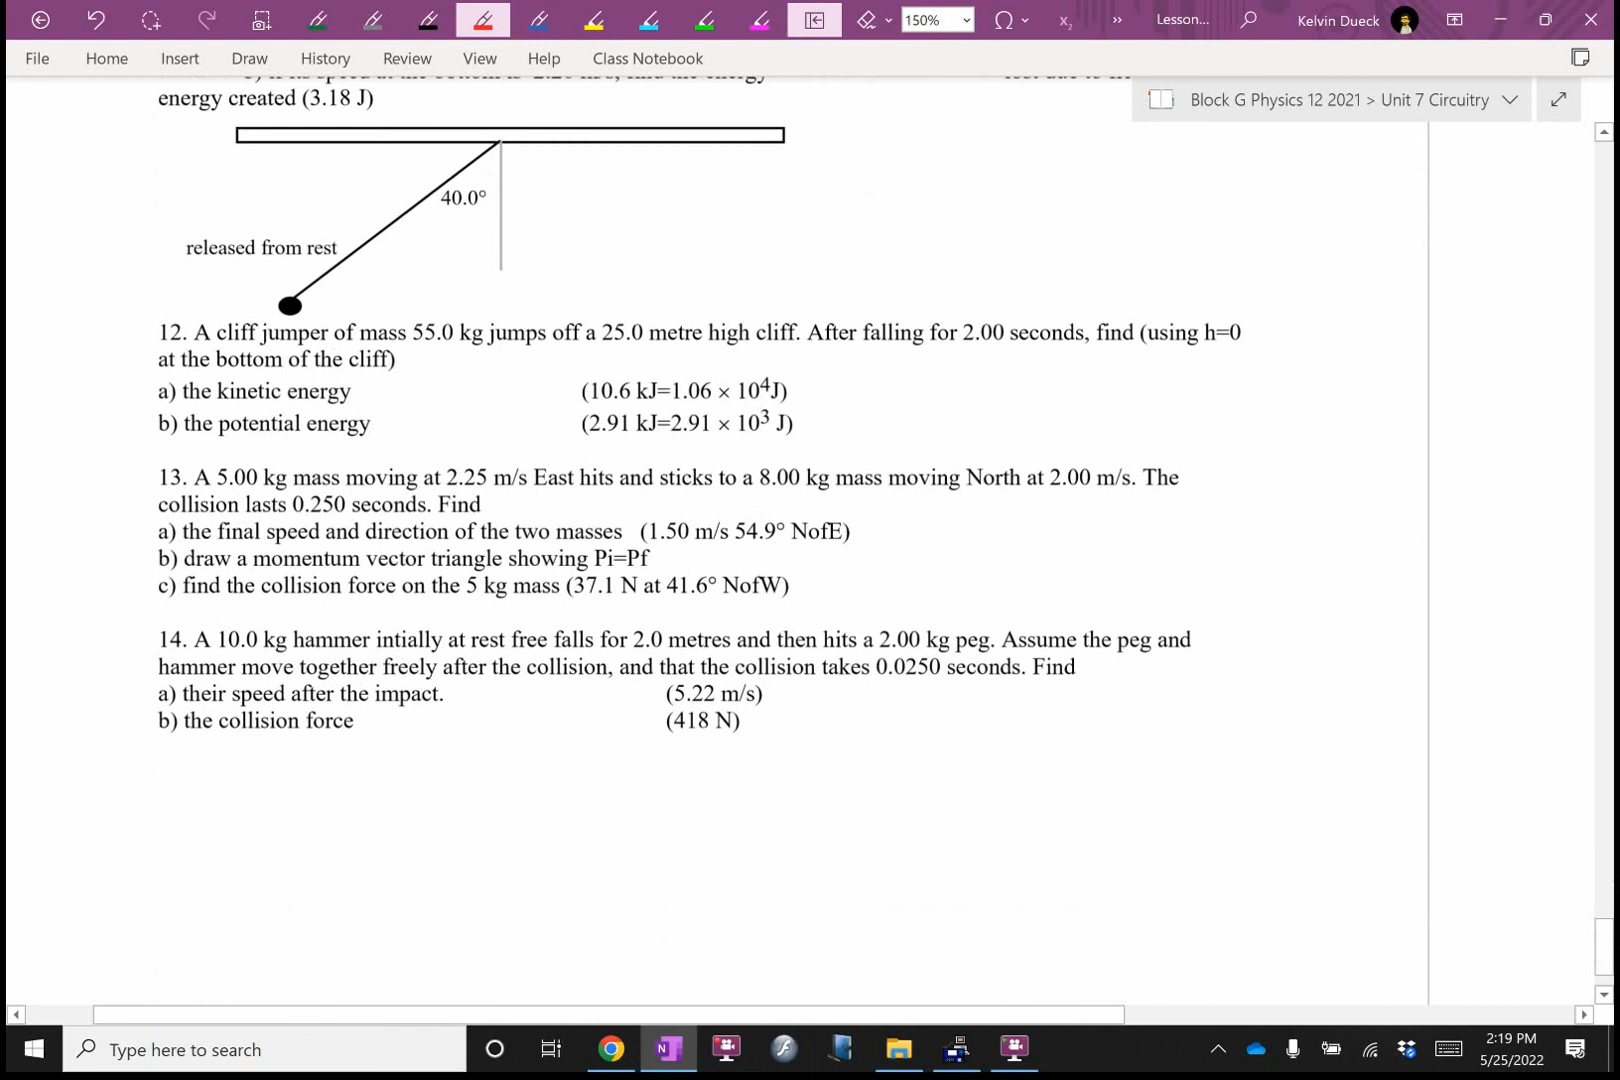 150%
Lesson...
Kelvin Dueck
File Home Insert Draw History Review View Help Class Notebook
Block G Physics 12 2021 > Unit 7 Circuitry
energy created (3.18 J)
40.0°
released from rest
12. A cliff jumper of mass 55.0 kg jumps off a 25.0 metre high cliff. After falling for 2.00 seconds, find (using h=0
at the bottom of the cliff)
a) the kinetic energy (10.6 kJ=1.06 × 10⁴J)
b) the potential energy (2.91 kJ=2.91 × 10³ J)
13. A 5.00 kg mass moving at 2.25 m/s East hits and sticks to a 8.00 kg mass moving North at 2.00 m/s. The
collision lasts 0.250 seconds. Find
a) the final speed and direction of the two masses (1.50 m/s 54.9° NofE)
b) draw a momentum vector triangle showing Pi=Pf
c) find the collision force on the 5 kg mass (37.1 N at 41.6° NofW)
14. A 10.0 kg hammer intially at rest free falls for 2.0 metres and then hits a 2.00 kg peg. Assume the peg and
hammer move together freely after the collision, and that the collision takes 0.0250 seconds. Find
a) their speed after the impact. (5.22 m/s)
b) the collision force (418 N)
Type here to search
2:19 PM
5/25/2022